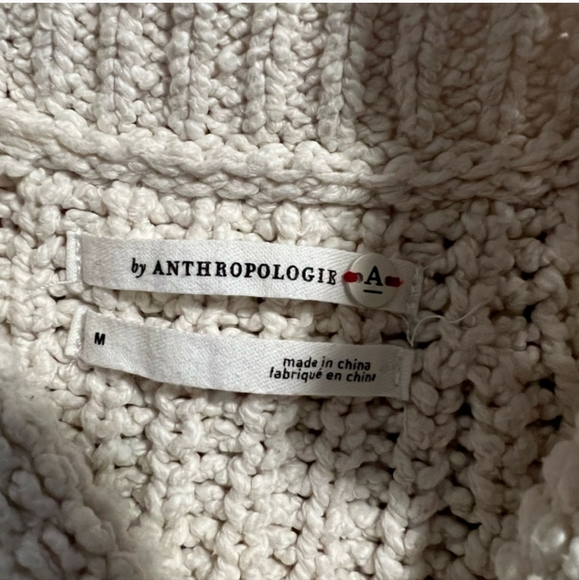 by ANTHROPOLOGIE A
M
made in china
fabriqué en chine